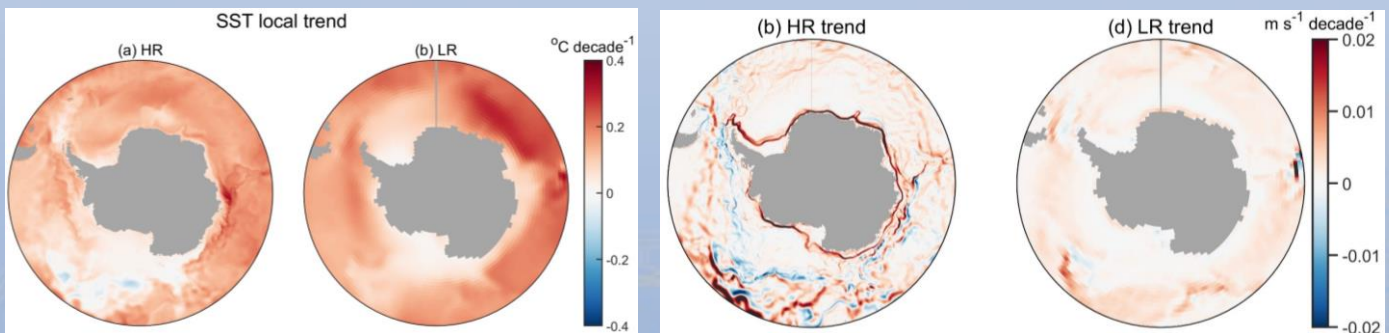 SST local trend
(a) HR
(b) LR
°C decade⁻¹
0.4
0.2
0
-0.2
-0.4
(b) HR trend
(d) LR trend
m s⁻¹ decade⁻¹
0.02
0.01
0
-0.01
-0.02